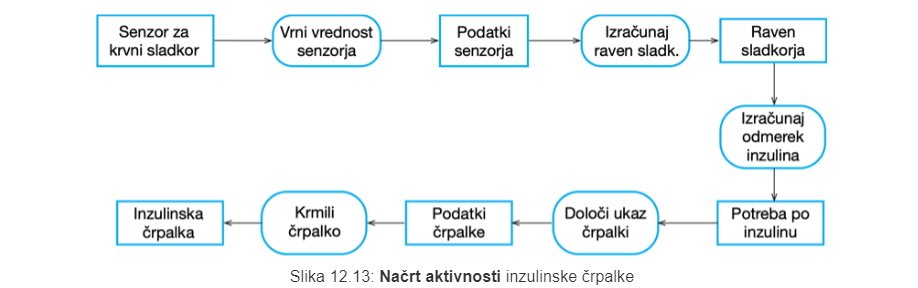 Senzor za
krvni sladkor
Vrni vrednost
senzorja
Podatki
senzorja
Izračunaj
raven sladk.
Raven
sladkorja
Izračunaj
odmerek
inzulina
Potreba po
inzulinu
Določi ukaz
črpalki
Podatki
črpalke
Krmili
črpalko
Inzulinska
črpalka
Slika 12.13: Načrt aktivnosti inzulinske črpalke